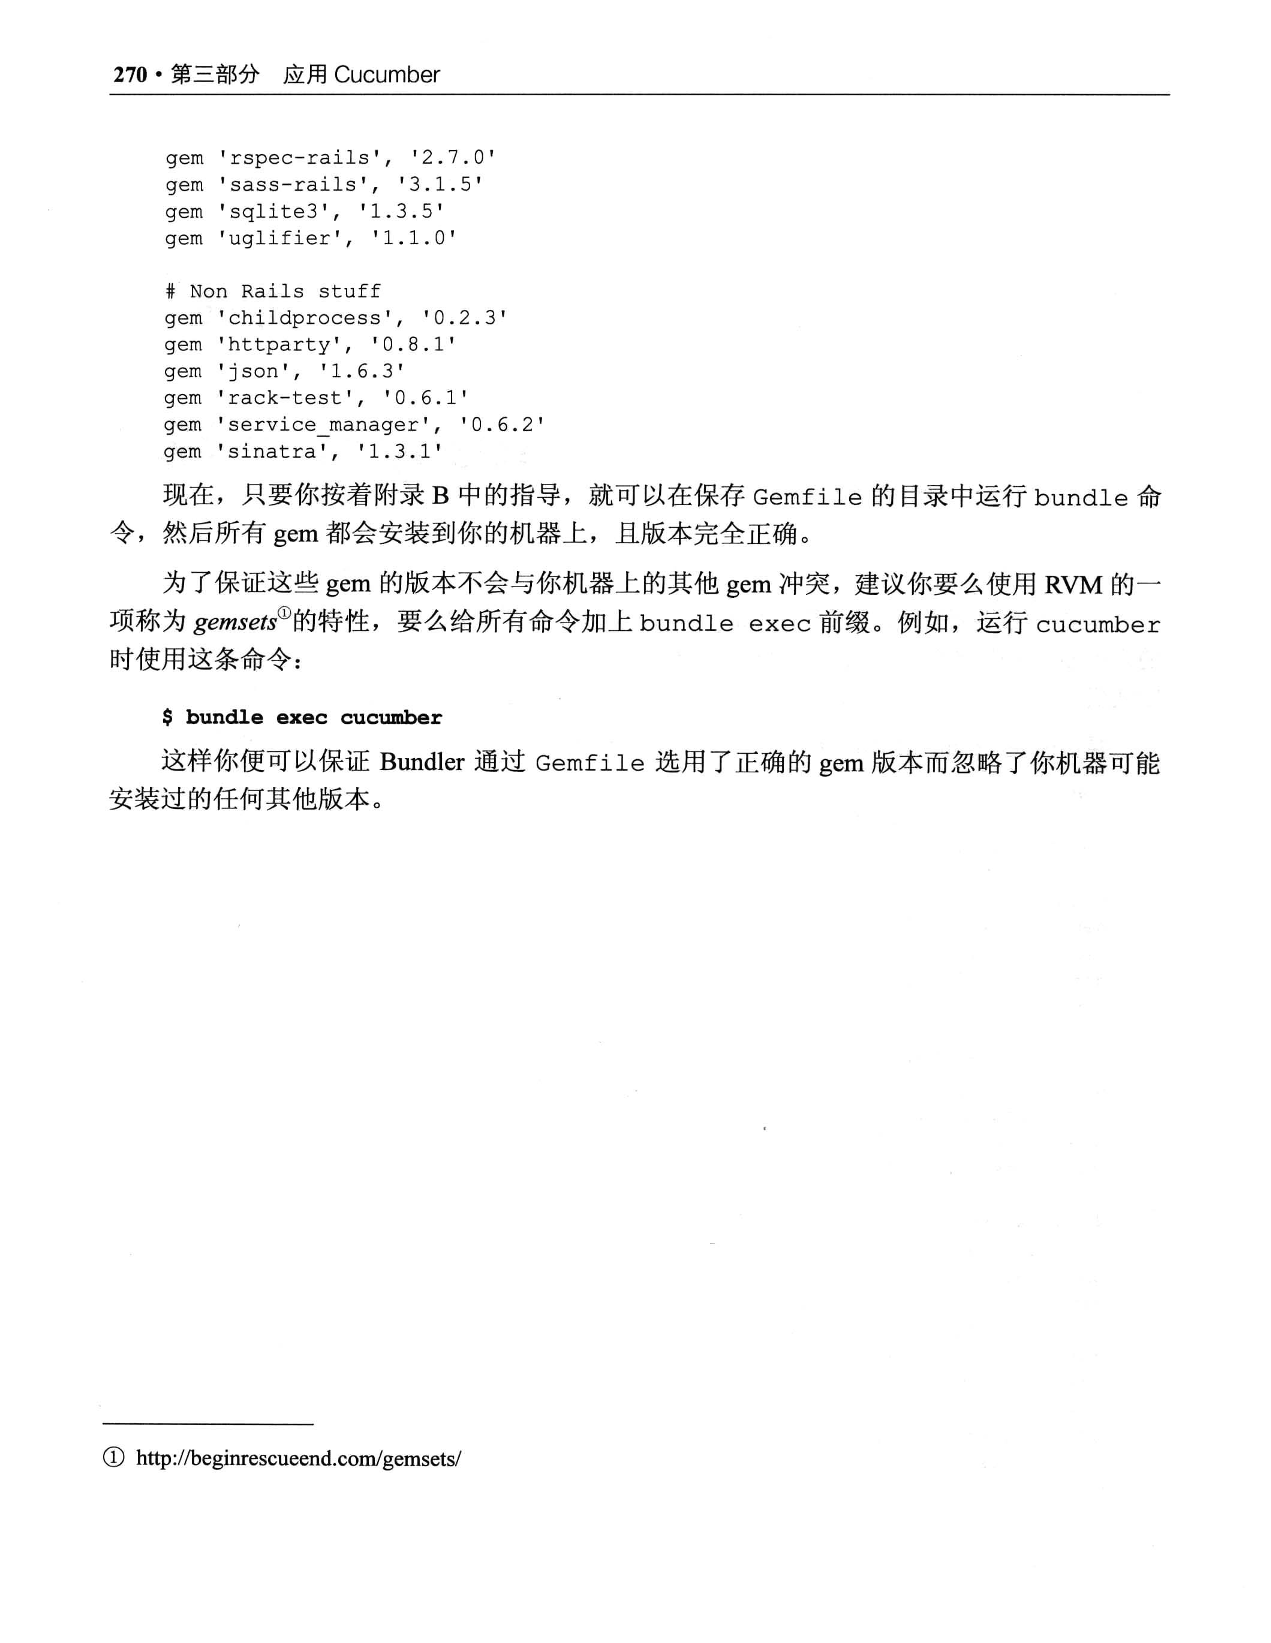 270 • 第三部分 应用 Cucumber
gem 'rspec-rails', '2.7.0'
gem 'sass-rails', '3.1.5'
gem 'sqlite3', '1.3.5'
gem 'uglifier', '1.1.0'
# Non Rails stuff
gem 'childprocess', '0.2.3'
gem 'httparty', '0.8.1'
gem 'json', '1.6.3'
gem 'rack-test', '0.6.1'
gem 'service_manager', '0.6.2'
gem 'sinatra', '1.3.1'
现在，只要你按着附录 B 中的指导，就可以在保存 Gemfile 的目录中运行 bundle 命
令，然后所有 gem 都会安装到你的机器上，且版本完全正确。
为了保证这些 gem 的版本不会与你机器上的其他 gem 冲突，建议你要么使用 RVM 的一
项称为 gemsets①的特性，要么给所有命令加上 bundle exec 前缀。例如，运行 cucumber
时使用这条命令：
$ bundle exec cucumber
这样你便可以保证 Bundler 通过 Gemfile 选用了正确的 gem 版本而忽略了你机器可能
安装过的任何其他版本。
① http://beginrescueend.com/gemsets/